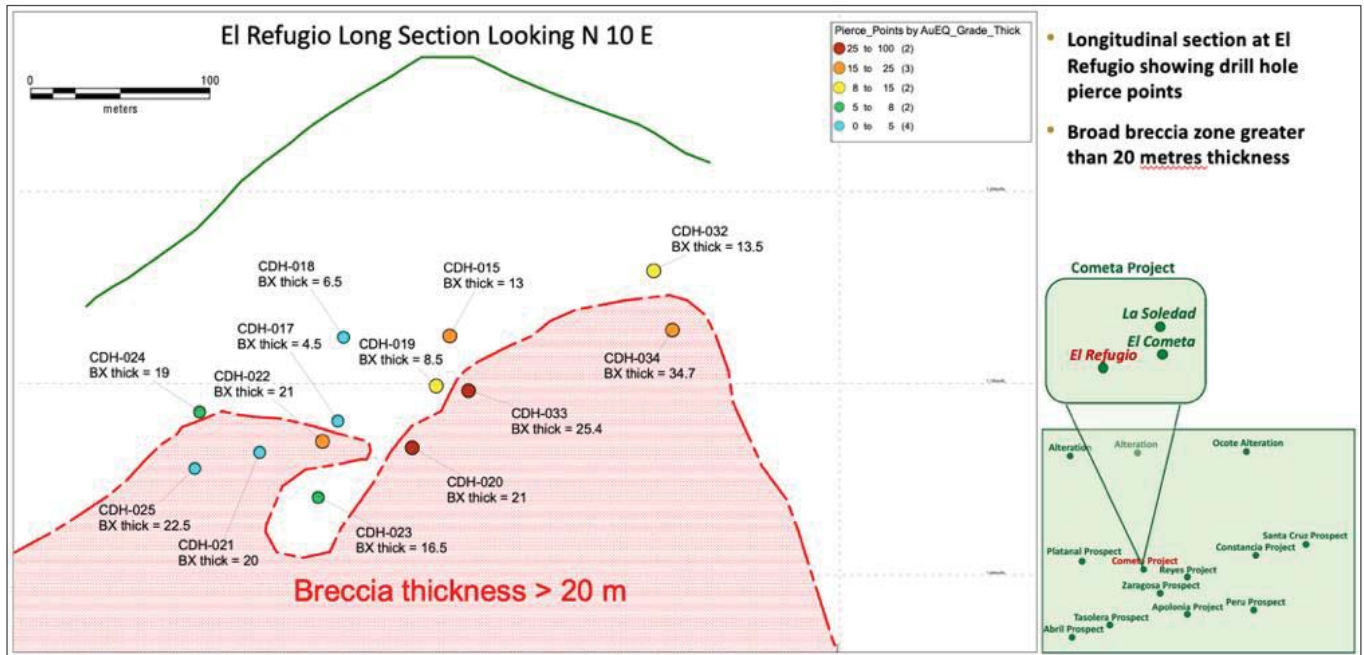 El Refugio Long Section Looking N 10 E
0
100
meters
Pierce_Points by AuEQ_Grade_Thick
25 to 100 (2)
15 to 25 (3)
8 to 15 (2)
5 to 8 (2)
0 to 5 (4)
CDH-032
BX thick = 13.5
CDH-018
BX thick = 6.5
CDH-015
BX thick = 13
CDH-017
BX thick = 4.5
CDH-019
BX thick = 8.5
CDH-024
BX thick = 19
CDH-022
BX thick = 21
CDH-034
BX thick = 34.7
CDH-033
BX thick = 25.4
CDH-020
BX thick = 21
CDH-025
BX thick = 22.5
CDH-021
BX thick = 20
CDH-023
BX thick = 16.5
Breccia thickness > 20 m
• Longitudinal section at El
Refugio showing drill hole
pierce points
• Broad breccia zone greater
than 20 metres thickness
Cometa Project
La Soledad
El Cometa
El Refugio
Alteration
Alteration
Ocote Alteration
Santa Cruz Prospect
Constancia Project
Platanal Prospect
Cometa Project
Reyes Project
Zaragosa Prospect
Apolonia Project
Peru Prospect
Tasolera Prospect
Abril Prospect